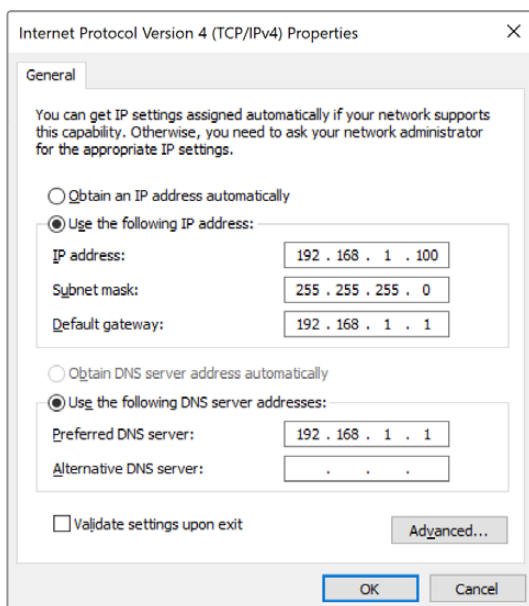 Internet Protocol Version 4 (TCP/IPv4) Properties
General
You can get IP settings assigned automatically if your network supports
this capability. Otherwise, you need to ask your network administrator
for the appropriate IP settings.
Obtain an IP address automatically
Use the following IP address:
IP address: 192 . 168 . 1 . 100
Subnet mask: 255 . 255 . 255 . 0
Default gateway: 192 . 168 . 1 . 1
Obtain DNS server address automatically
Use the following DNS server addresses:
Preferred DNS server: 192 . 168 . 1 . 1
Alternative DNS server: . . .
Validate settings upon exit
Advanced...
OK Cancel